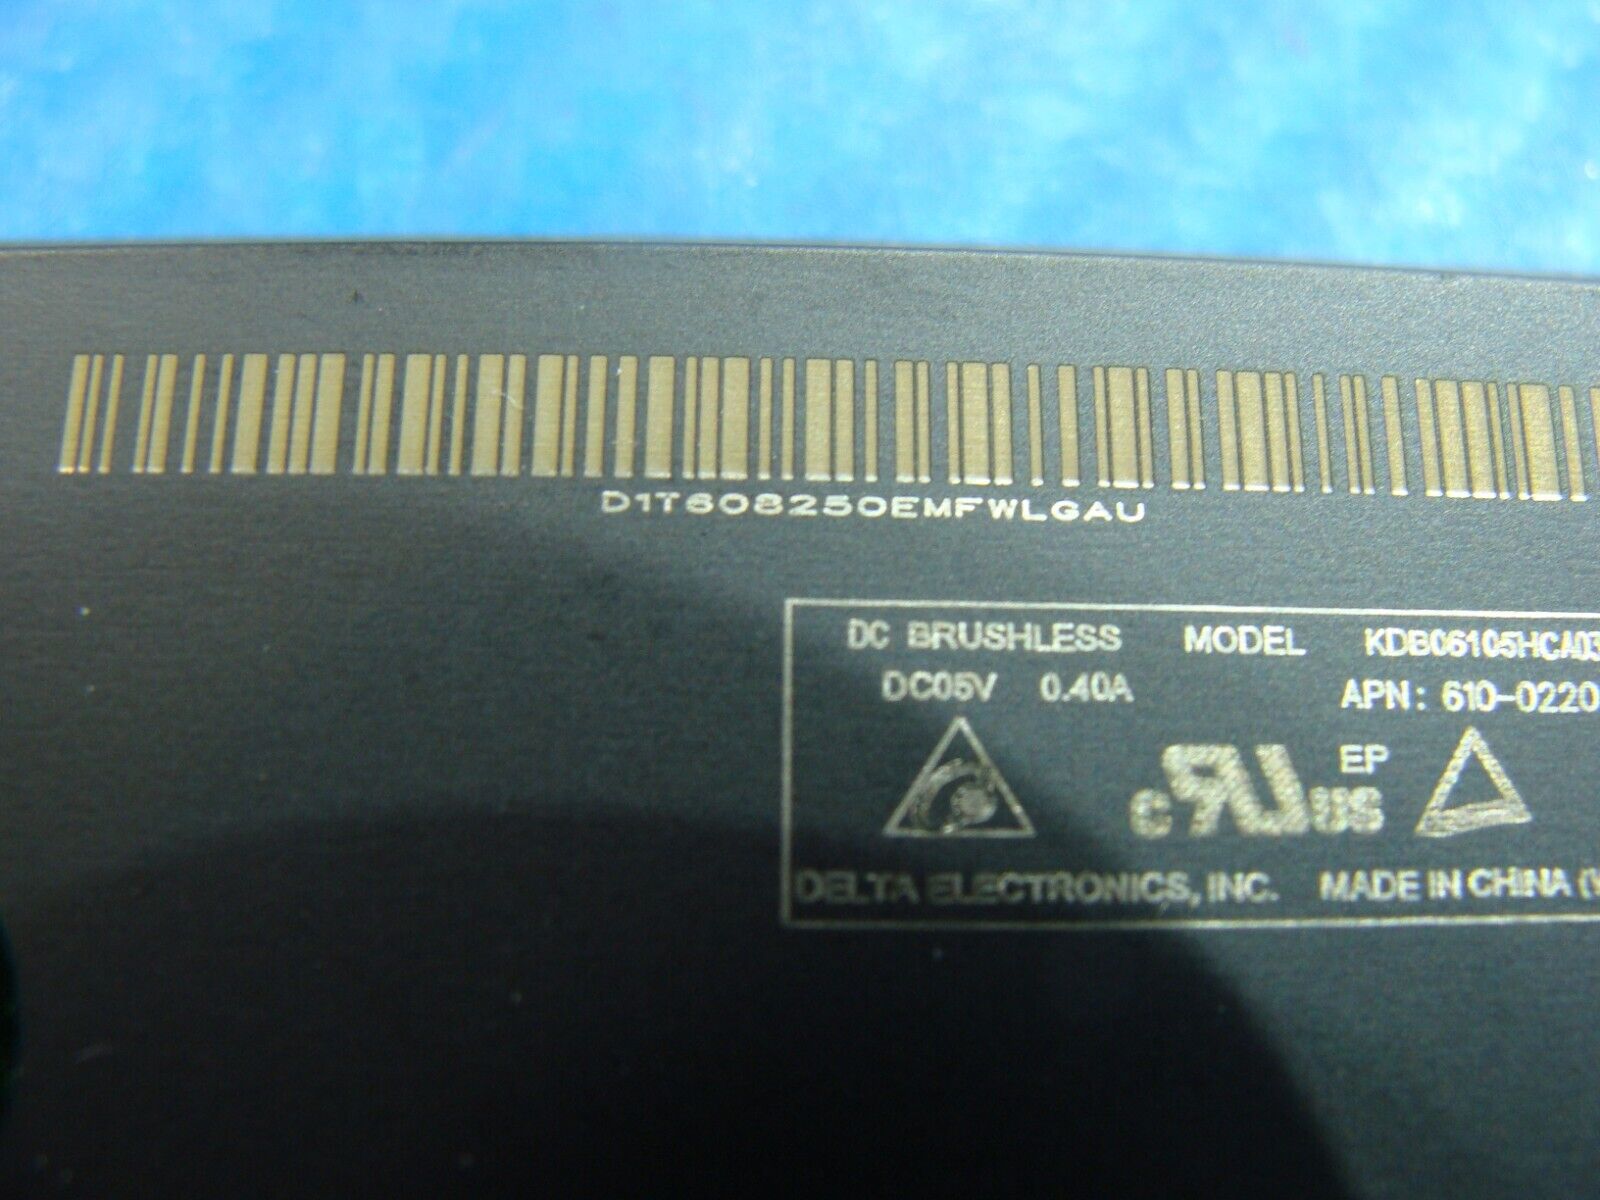 D1T608250EMFWLGAU
DC BRUSHLESS MODEL KDB06105HCA03
DC05V 0.40A APN: 610-0220
c RU US EP
DELTA ELECTRONICS, INC. MADE IN CHINA (